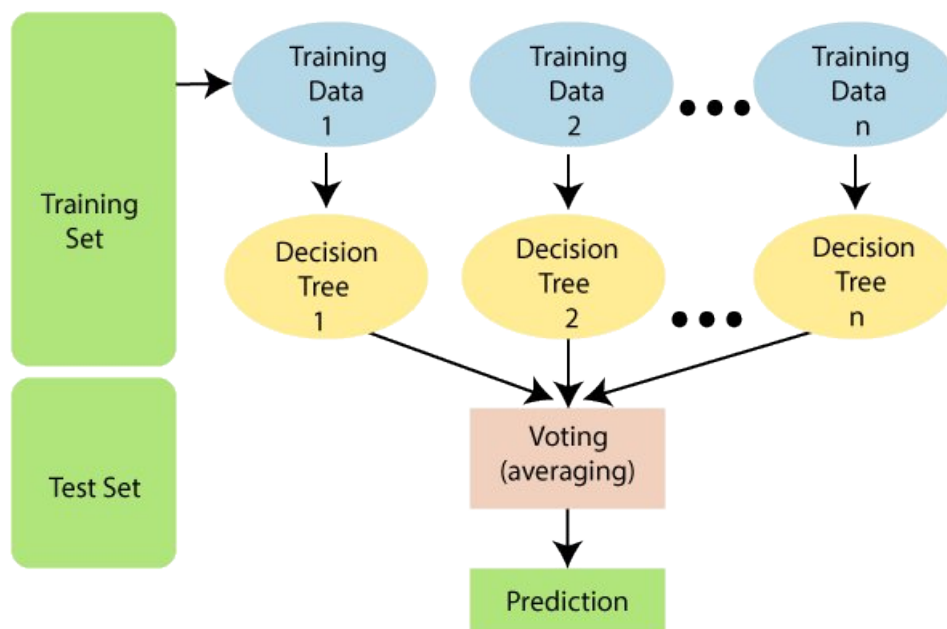 Training
Set
Test Set
Training
Data
1
Training
Data
2
Training
Data
n
Decision
Tree
1
Decision
Tree
2
Decision
Tree
n
Voting
(averaging)
Prediction